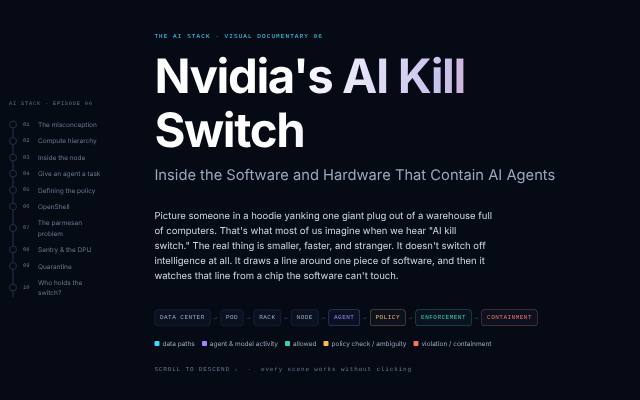 THE AI STACK · VISUAL DOCUMENTARY 06
Nvidia's AI Kill
Switch
Inside the Software and Hardware That Contain AI Agents
AI STACK · EPISODE 06
01 The misconception
02 Compute hierarchy
03 Inside the node
04 Give an agent a task
05 Defining the policy
06 OpenShell
07 The parmesan
problem
08 Sentry & the DPU
09 Quarantine
10 Who holds the
switch?
Picture someone in a hoodie yanking one giant plug out of a warehouse full
of computers. That's what most of us imagine when we hear "AI kill
switch." The real thing is smaller, faster, and stranger. It doesn't switch off
intelligence at all. It draws a line around one piece of software, and then it
watches that line from a chip the software can't touch.
DATA CENTER → POD → RACK → NODE → AGENT → POLICY → ENFORCEMENT → CONTAINMENT
data paths agent & model activity allowed policy check / ambiguity violation / containment
SCROLL TO DESCEND ↓ · every scene works without clicking